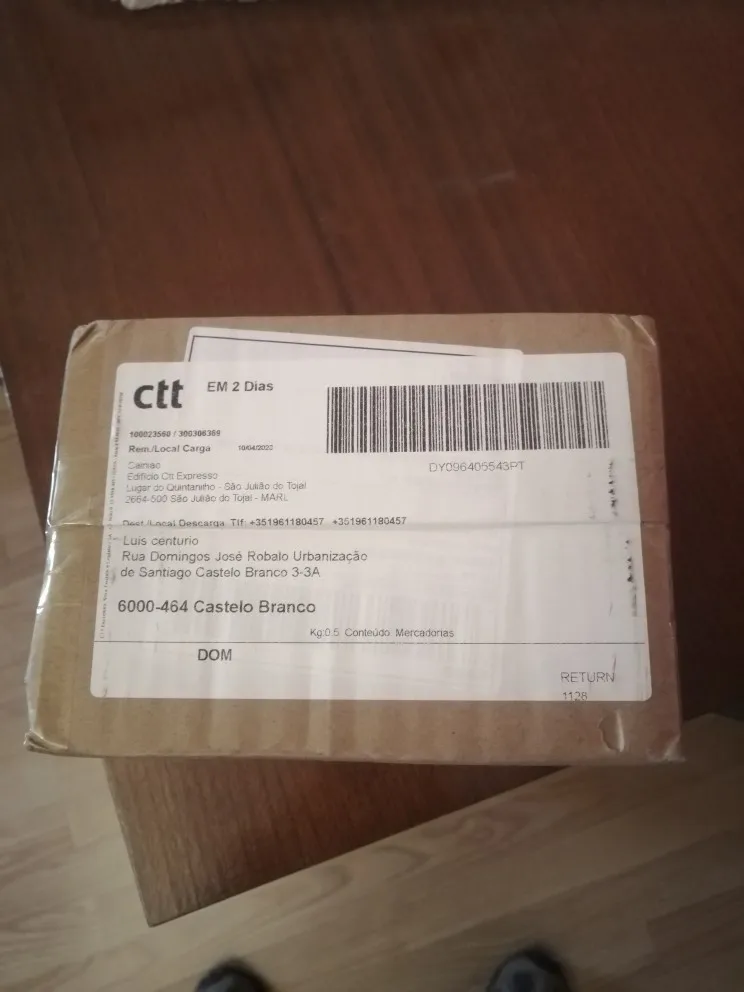 ctt
EM 2 Dias
100023560 / 300306369
Rem./Local Carga 10/04/2020
Cainiao
Edificio Ctt Expresso
Lugar do Quintanilho - São Julião do Tojal
2664-500 São Julião do Tojal - MARL
DY096405543PT
Dest./Local Descarga Tlf: +351961180457 +351961180457
Luis centurio
Rua Domingos José Robalo Urbanização
de Santiago Castelo Branco 3-3A
6000-464 Castelo Branco
Kg:0.5 Conteúdo Mercadorias
DOM
RETURN
1128